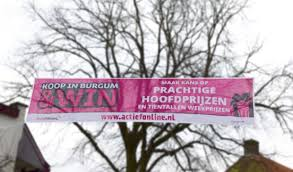 KOOP IN BURGUM
WIN
MAAK KANS OP
PRACHTIGE
HOOFDPRIJZEN
EN TIENTALLEN WEEKPRIJZEN
www.actiefonline.nl